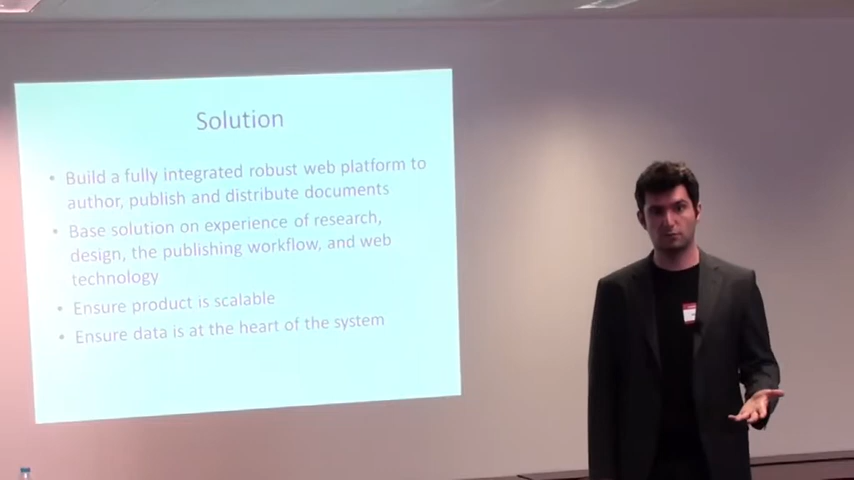 Solution
• Build a fully integrated robust web platform to
author, publish and distribute documents.
• Base solution on experience of research,
design, the publishing workflow, and web
technology
• Ensure product is scalable
• Ensure data is at the heart of the system